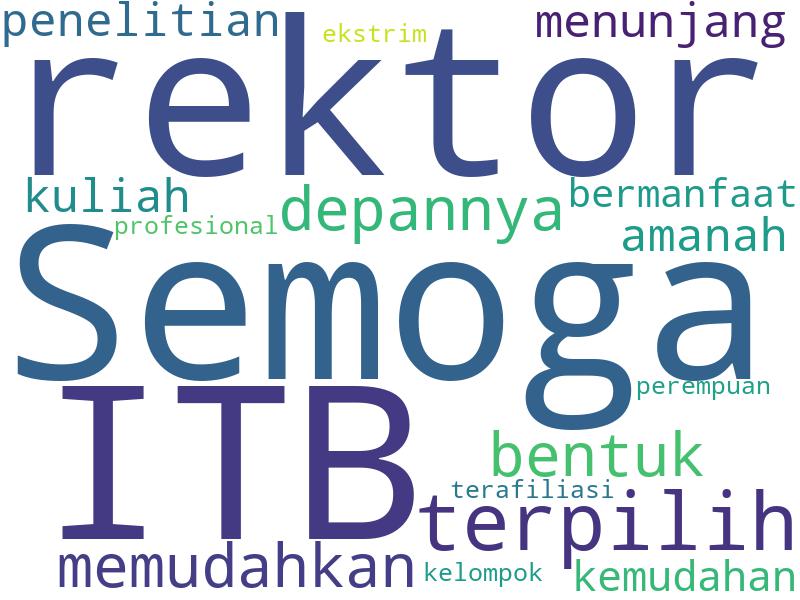 penelitian
ekstrim
menunjang
rektor
kuliah
depannya
bermanfaat
profesional
amanah
Semoga
perempuan
ITB
bentuk
terafiliasi
terpilih
memudahkan
kelompok
kemudahan